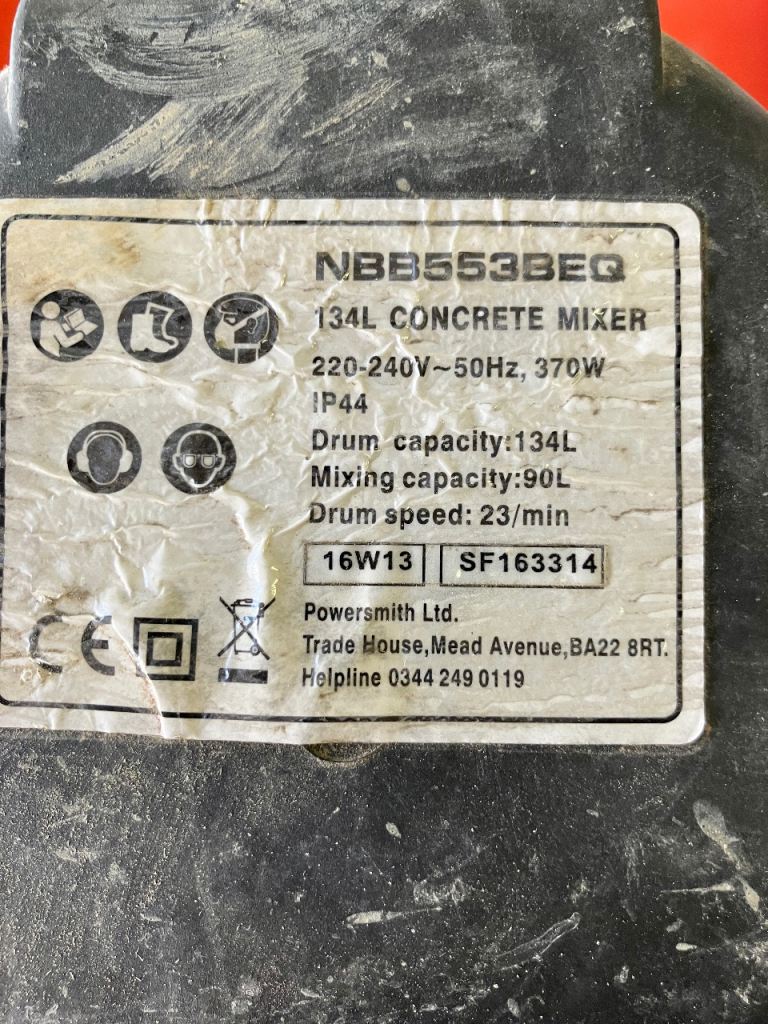 NBB553BEQ
134L CONCRETE MIXER
220-240V~50Hz, 370W
IP44
Drum capacity:134L
Mixing capacity:90L
Drum speed: 23/min
16W13 SF163314
CE
Powersmith Ltd.
Trade House,Mead Avenue,BA22 8RT.
Helpline 0344 249 0119